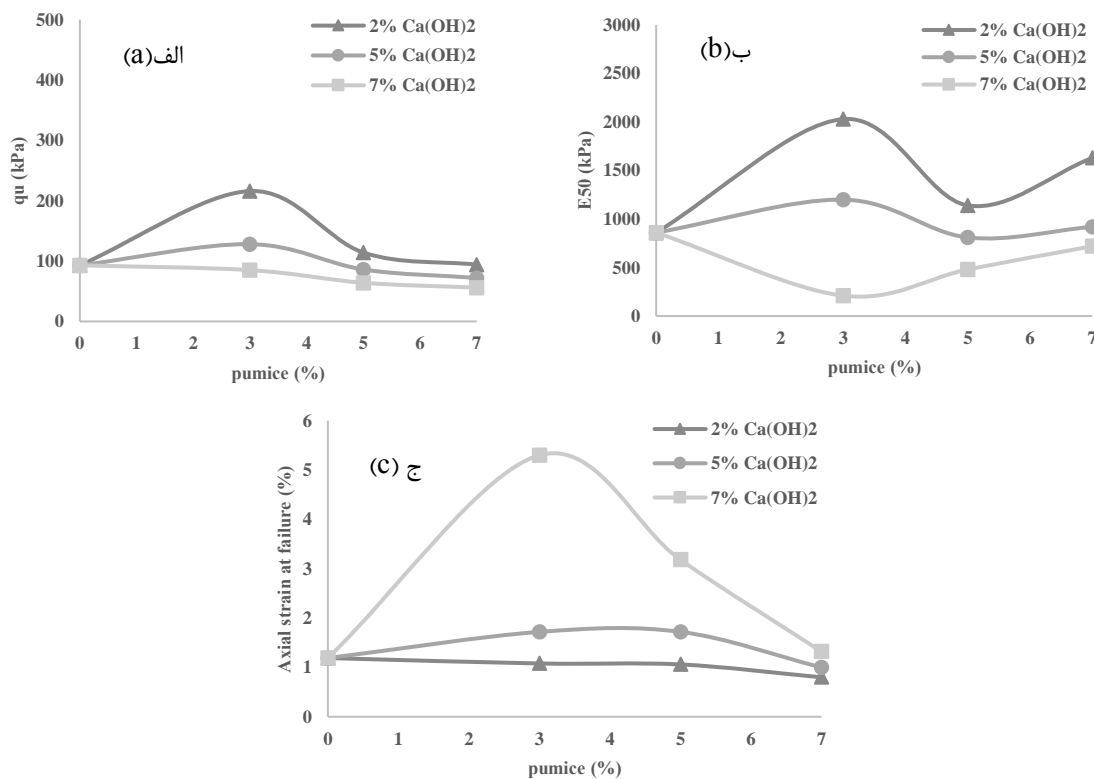 الف(a)
2% Ca(OH)2
5% Ca(OH)2
7% Ca(OH)2
500
400
300
200
100
0
qu (kPa)
0 1 2 3 4 5 6 7
pumice (%)
ب(b)
2% Ca(OH)2
5% Ca(OH)2
7% Ca(OH)2
3000
2500
2000
1500
1000
500
0
E50 (kPa)
0 1 2 3 4 5 6 7
pumice (%)
ج (c)
2% Ca(OH)2
5% Ca(OH)2
7% Ca(OH)2
6
5
4
3
2
1
0
Axial strain at failure (%)
0 1 2 3 4 5 6 7
pumice (%)